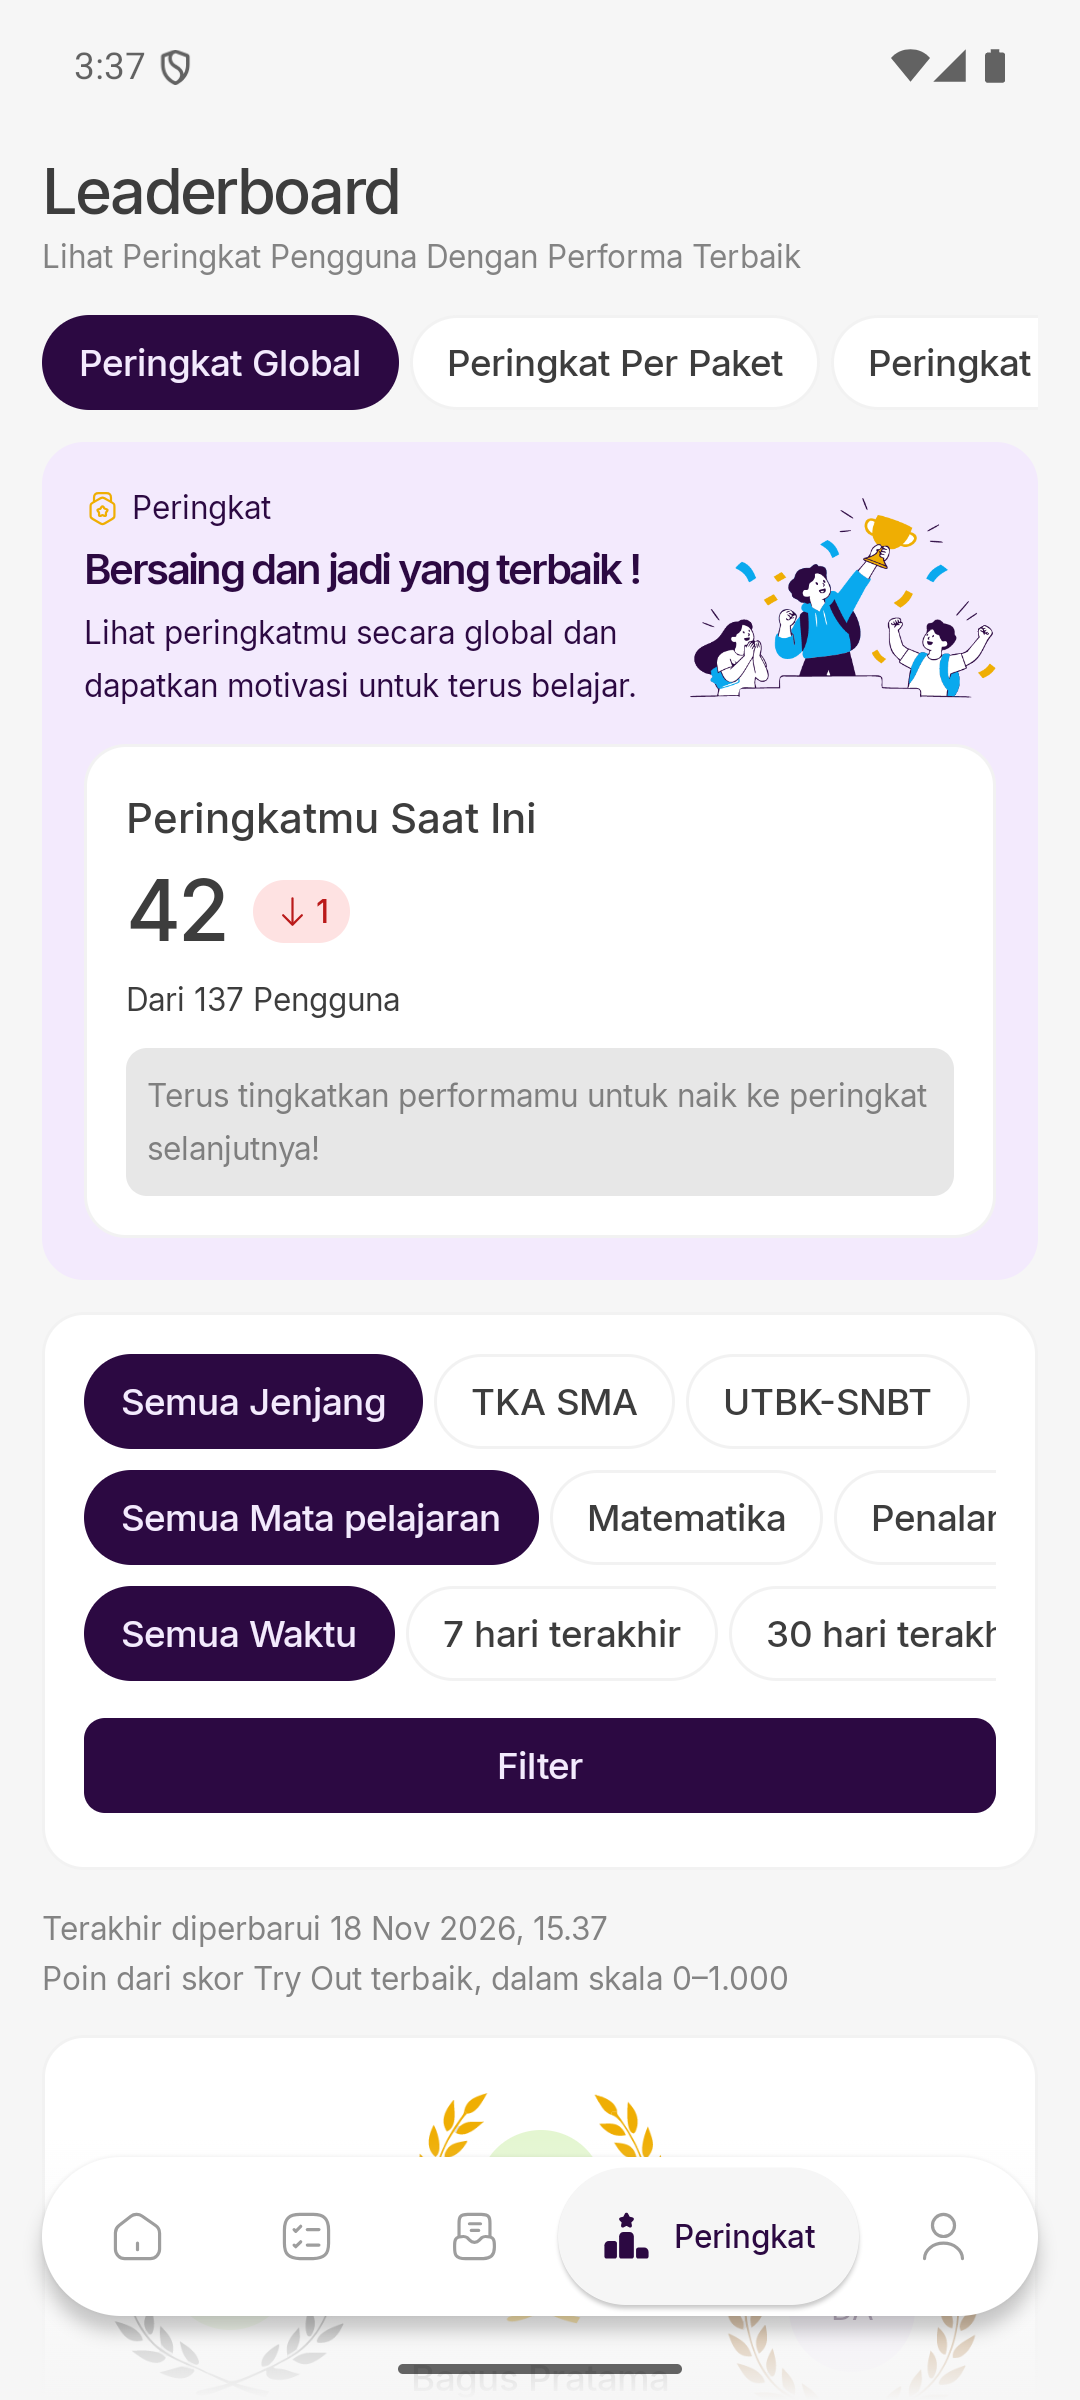 3:37
Leaderboard
Lihat Peringkat Pengguna Dengan Performa Terbaik
Peringkat Global
Peringkat Per Paket
Peringkat
Peringkat
Bersaing dan jadi yang terbaik !
Lihat peringkatmu secara global dan
dapatkan motivasi untuk terus belajar.
Peringkatmu Saat Ini
42
↓ 1
Dari 137 Pengguna
Terus tingkatkan performamu untuk naik ke peringkat
selanjutnya!
Semua Jenjang
TKA SMA
UTBK-SNBT
Semua Mata pelajaran
Matematika
Semua Waktu
7 hari terakhir
30 hari
Filter
Terakhir diperbarui 18 Nov 2026, 15.37
Poin dari skor Try Out terbaik, dalam skala 0–1.000
Peringkat
Bagus Pratama